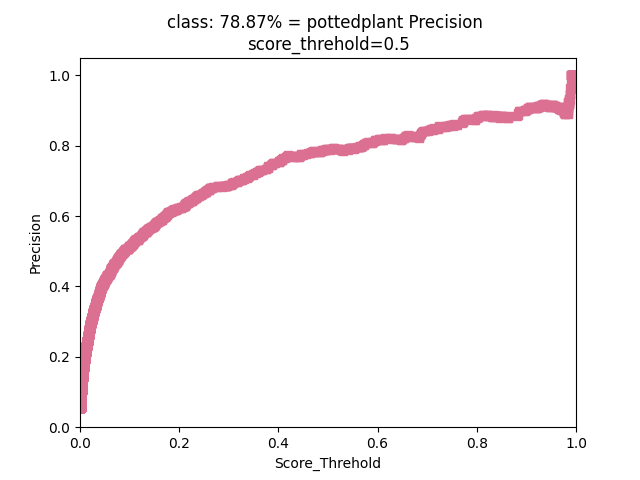 class: 78.87% = pottedplant Precision
score_threhold=0.5
Precision
1.0
0.8
0.6
0.4
0.2
0.0
0.0 0.2 0.4 0.6 0.8 1.0
Score_Threhold